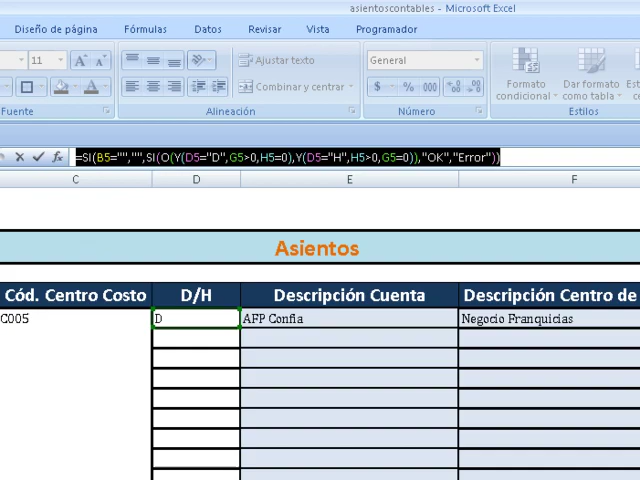 asientoscontables - Microsoft Excel
Diseño de página Fórmulas Datos Revisar Vista Programador
11 A A Ajustar texto General
A Combinar y centrar $ % 000
Formato condicional Dar formato como tabla
Fuente Alineación Número Estilos
fx =SI(B5="","",SI(O(Y(D5="D",G5>0,H5=0),Y(D5="H",H5>0,G5=0)),"OK","Error"))
C D E F
Asientos
Cód. Centro Costo D/H Descripción Cuenta Descripción Centro de
C005 D AFP Confia Negocio Franquicias